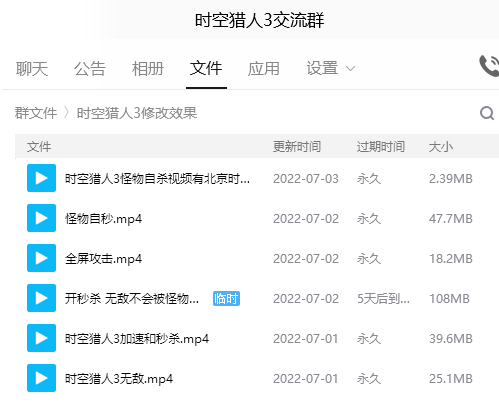 时空猎人3交流群
聊天 公告 相册 文件 应用 设置
群文件 〉时空猎人3修改效果
文件 更新时间 过期时间 大小
时空猎人3怪物自杀视频有北京时... 2022-07-03 永久 2.39MB
怪物自秒.mp4 2022-07-02 永久 47.7MB
全屏攻击.mp4 2022-07-02 永久 18.2MB
开秒杀 无敌不会被怪物... 临时 2022-07-02 5天后到... 108MB
时空猎人3加速和秒杀.mp4 2022-07-01 永久 39.6MB
时空猎人3无敌.mp4 2022-07-01 永久 25.1MB